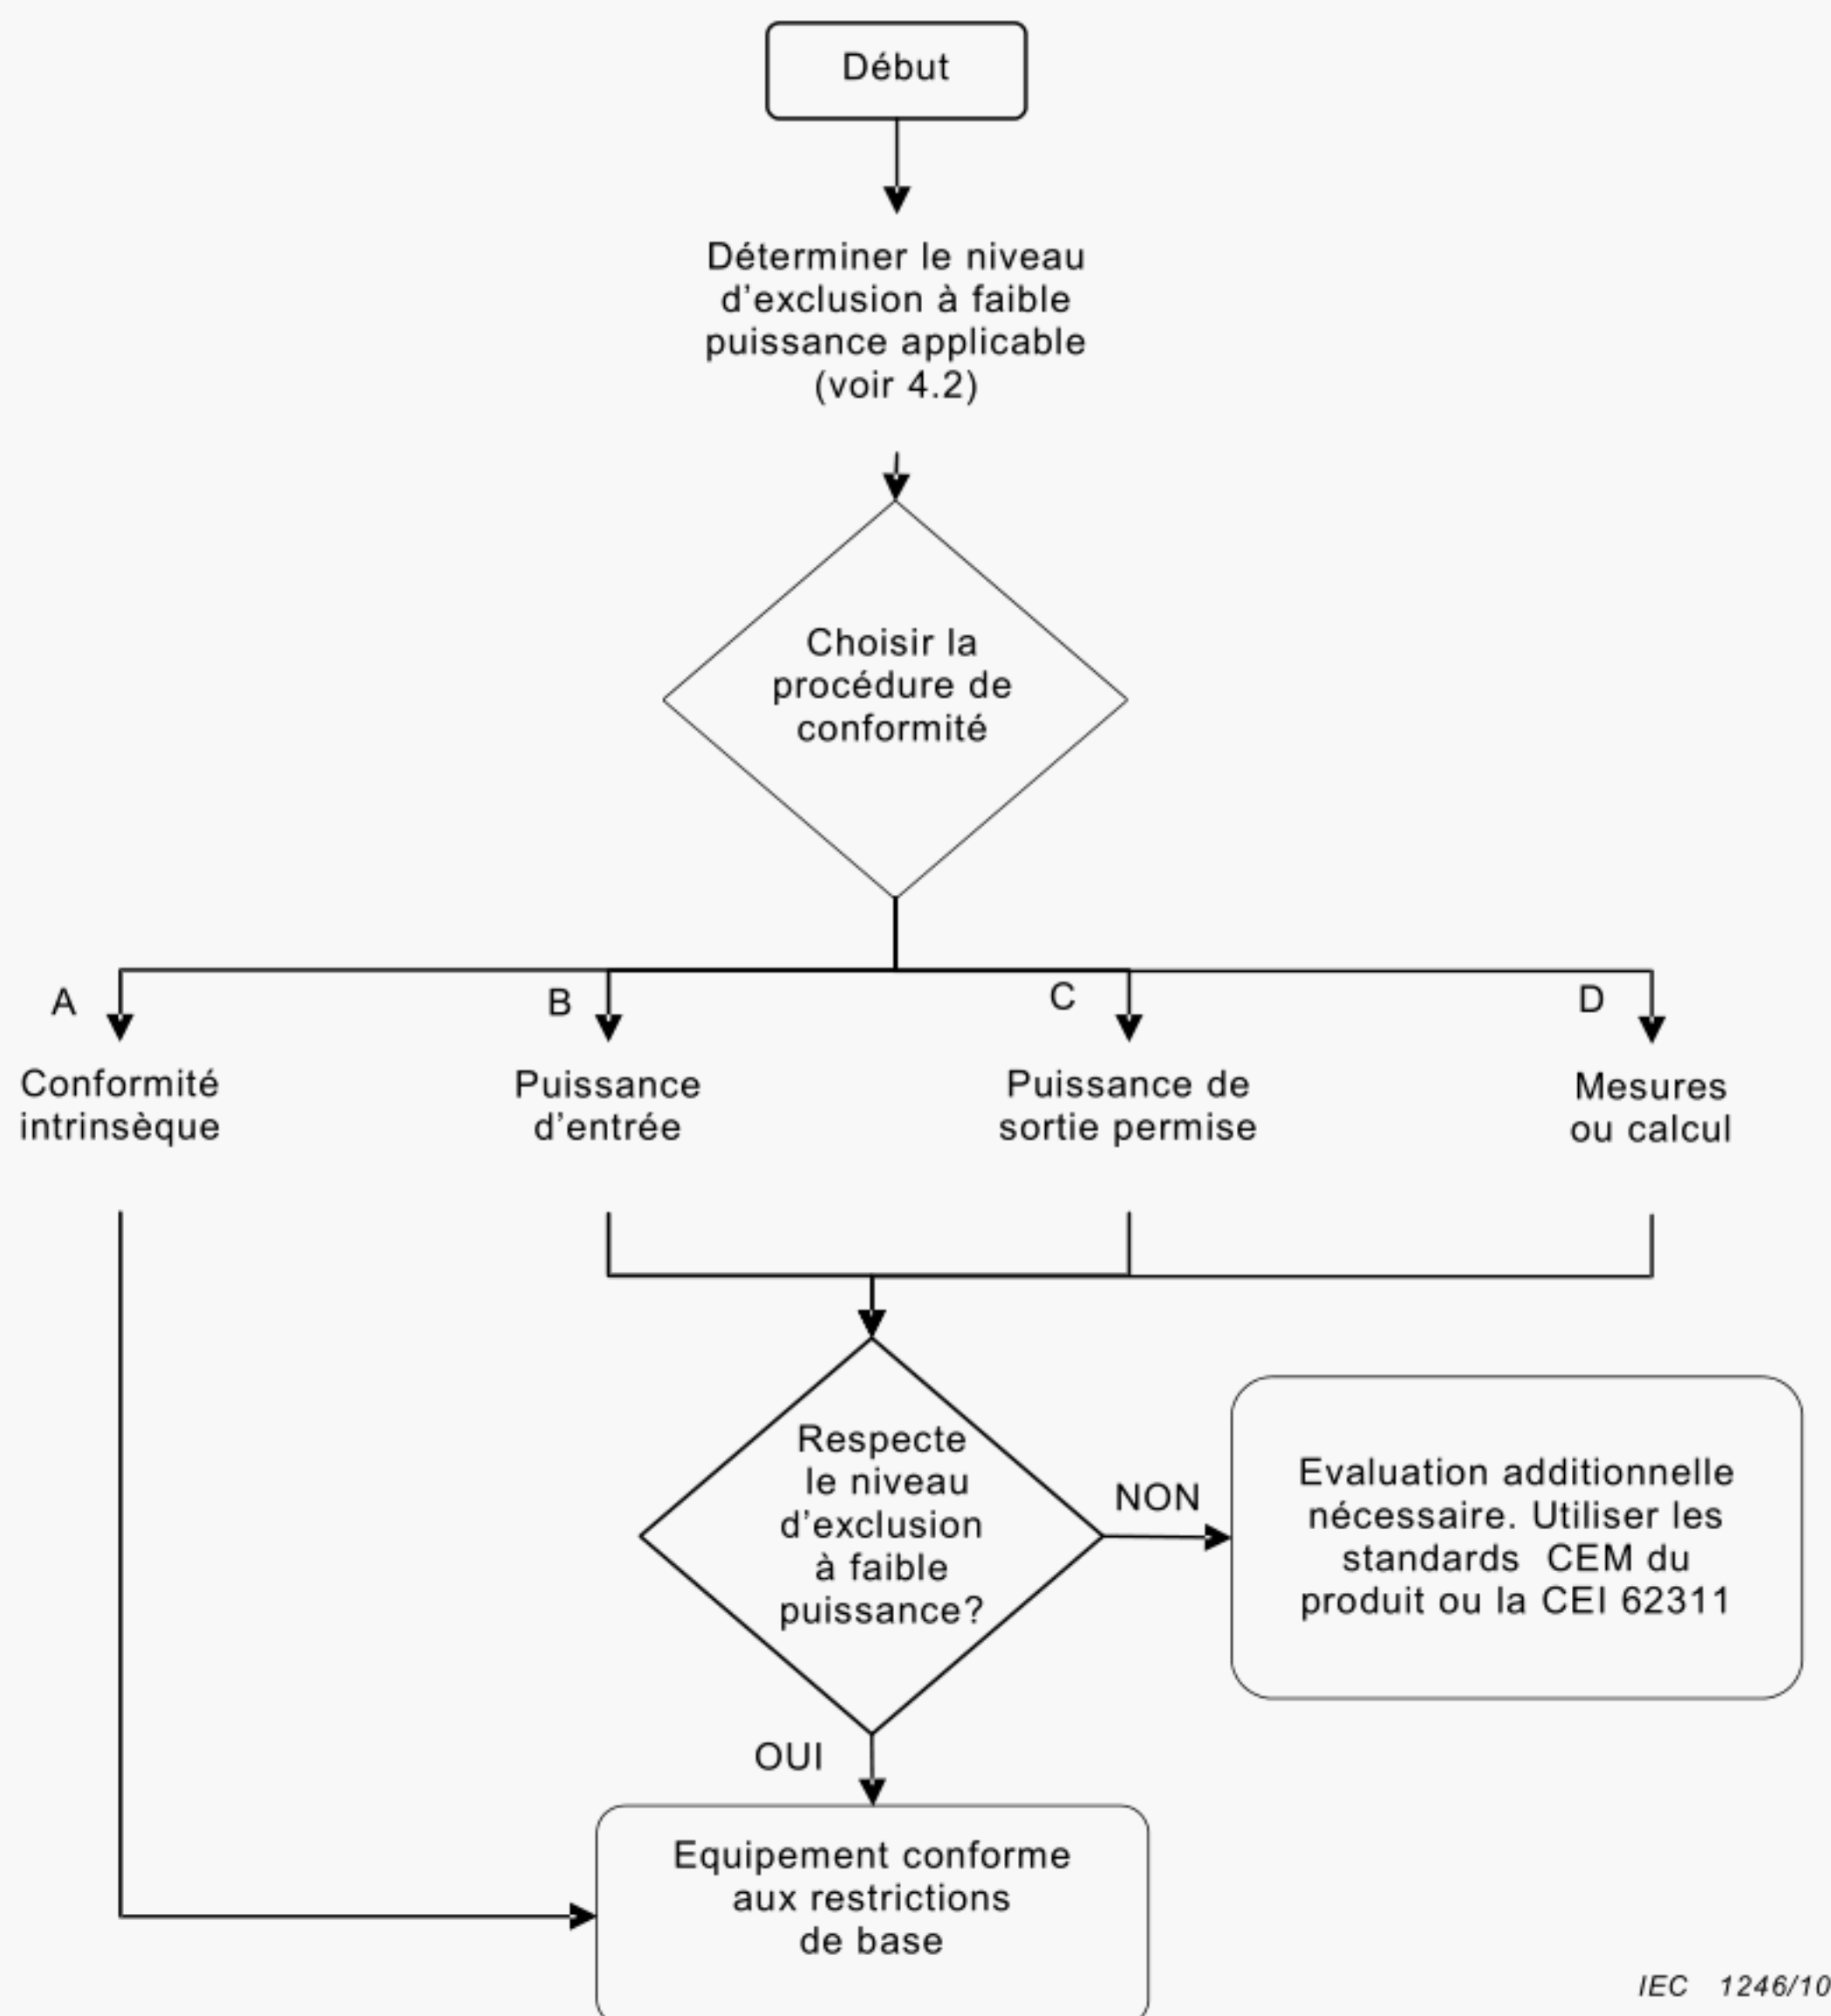 Début
Déterminer le niveau
d'exclusion à faible
puissance applicable
(voir 4.2)
Choisir la
procédure de
conformité
A
B
C
D
Conformité
intrinsèque
Puissance
d'entrée
Puissance de
sortie permise
Mesures
ou calcul
Respecte
le niveau
d'exclusion
à faible
puissance?
NON
Evaluation additionnelle
nécessaire. Utiliser les
standards CEM du
produit ou la CEI 62311
OUI
Equipement conforme
aux restrictions
de base
IEC 1246/10